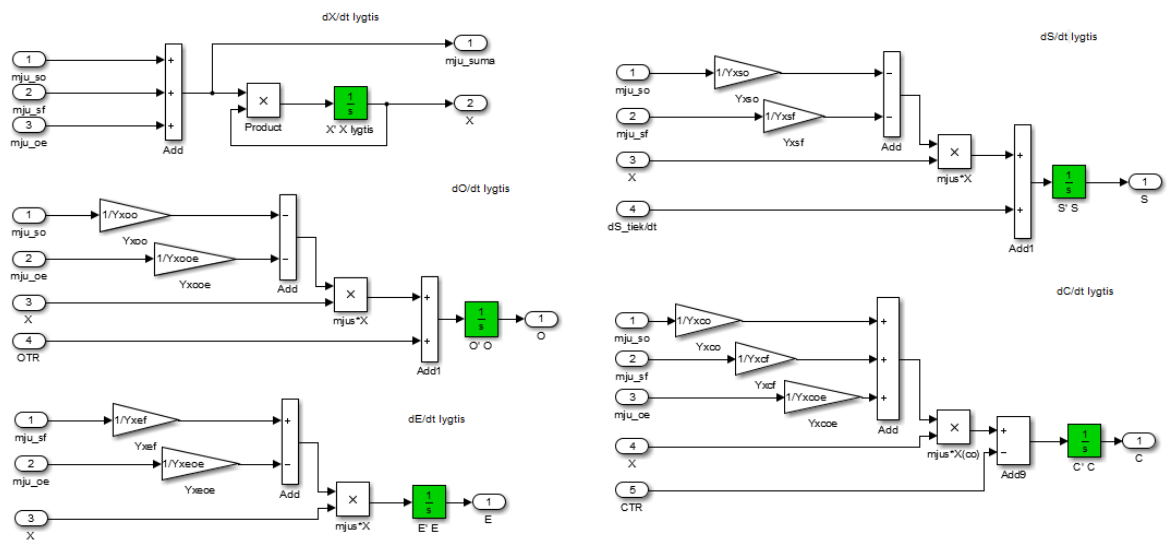 dX/dt lygtis
1
mju_so
2
mju_sf
3
mju_oe
+
+
+
Add
×
Product
1
s
X' X lygtis
1
mju_suma
2
X
dO/dt lygtis
1
mju_so
1/Yxoo
Yxoo
2
mju_oe
1/Yxooe
Yxooe
−
−
Add
3
X
×
mjus*X
4
OTR
+
+
Add1
1
s
O' O
1
O
dE/dt lygtis
1
mju_sf
1/Yxef
Yxef
2
mju_oe
1/Yxeoe
Yxeoe
+
−
Add
3
X
×
mjus*X
1
s
E' E
1
E
dS/dt lygtis
1
mju_so
1/Yxso
Yxso
2
mju_sf
1/Yxsf
Yxsf
−
−
Add
3
X
×
mjus*X
4
dS_tiek/dt
+
+
Add1
1
s
S' S
1
S
dC/dt lygtis
1
mju_so
1/Yxco
Yxco
2
mju_sf
1/Yxcf
Yxcf
3
mju_oe
1/Yxcoe
Yxcoe
+
+
+
Add
4
X
×
mjus*X(co)
5
CTR
+
−
Add9
1
s
C' C
1
C